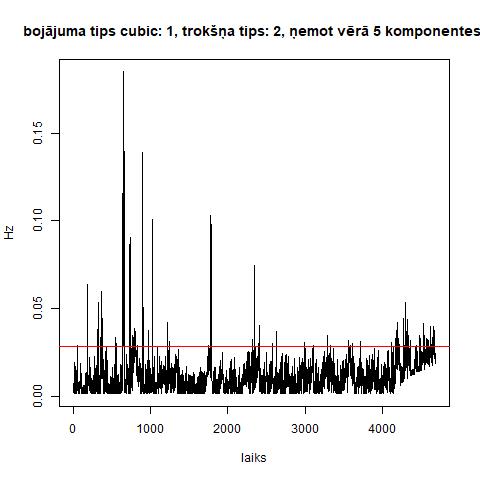 bojājuma tips cubic: 1, trokšņa tips: 2, ņemot vērā 5 komponentes
0.15
0.10
0.05
0.00
Hz
0 1000 2000 3000 4000
laiks